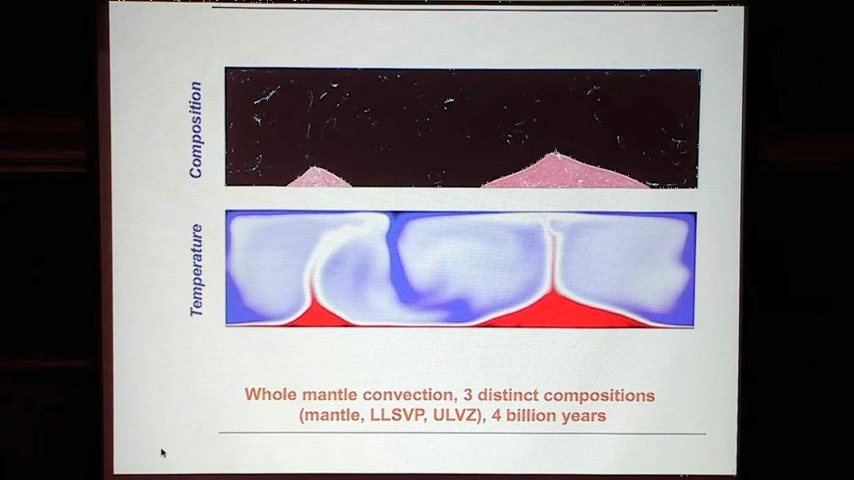 Composition
Temperature
Whole mantle convection, 3 distinct compositions
(mantle, LLSVP, ULVZ), 4 billion years